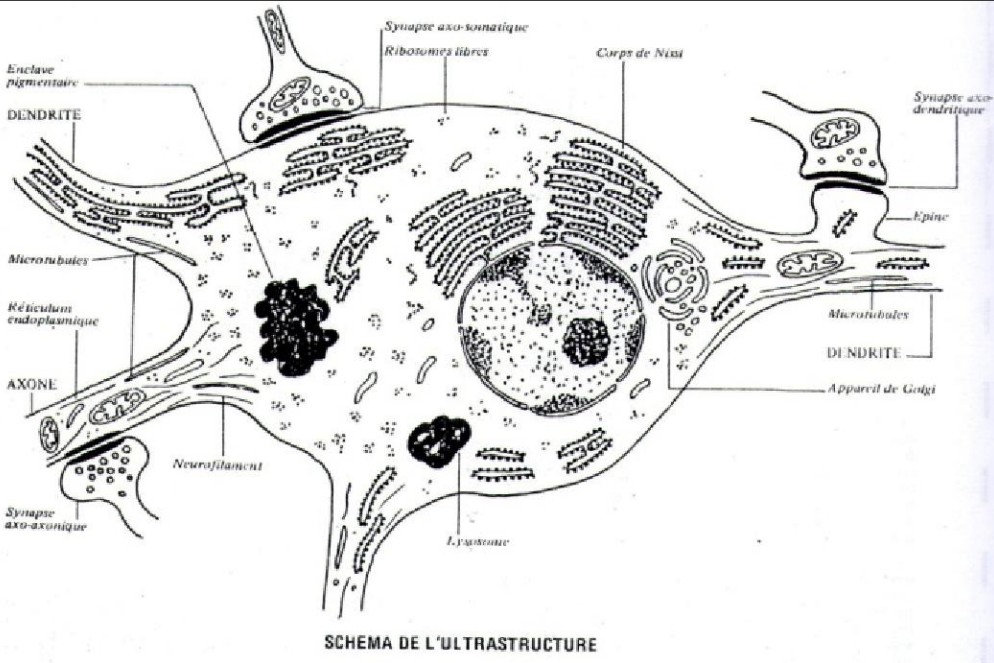 Synapse axo-somatique
Ribosomes libres
Corps de Nissl
Enclave
pigmentaire
DENDRITE
Synapse axo-
dendritique
Epine
Microtubules
Réticulum
endoplasmique
AXONE
Microtubules
DENDRITE
Appareil de Golgi
Neurofilament
Synapse
axo-axonique
Lysosome
SCHEMA DE L'ULTRASTRUCTURE